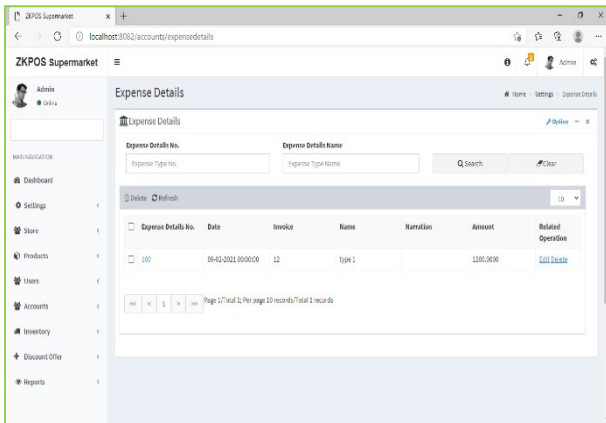 ZKPOS Supermarket
localhost:8082/accounts/expensedetails
ZKPOS Supermarket
Admin
Admin
Online
Expense Details
Home - Settings - Expense Details
Expense Details
Option
Expense Details No.
Expense Details Name
Expense Type No.
Expense Type Name
Search
Clear
MAIN NAVIGATION
Dashboard
Settings
Store
Products
Users
Accounts
Inventory
Discount Offer
Reports
Delete Refresh
10
Expense Details No. Date Invoice Name Narration Amount Related Operation
100 09-02-2021 00:00:00 12 type 1 1200.0000 Edit Delete
<< < 1 > >> Page 1/Total 1; Per page 10 records/Total 1 records